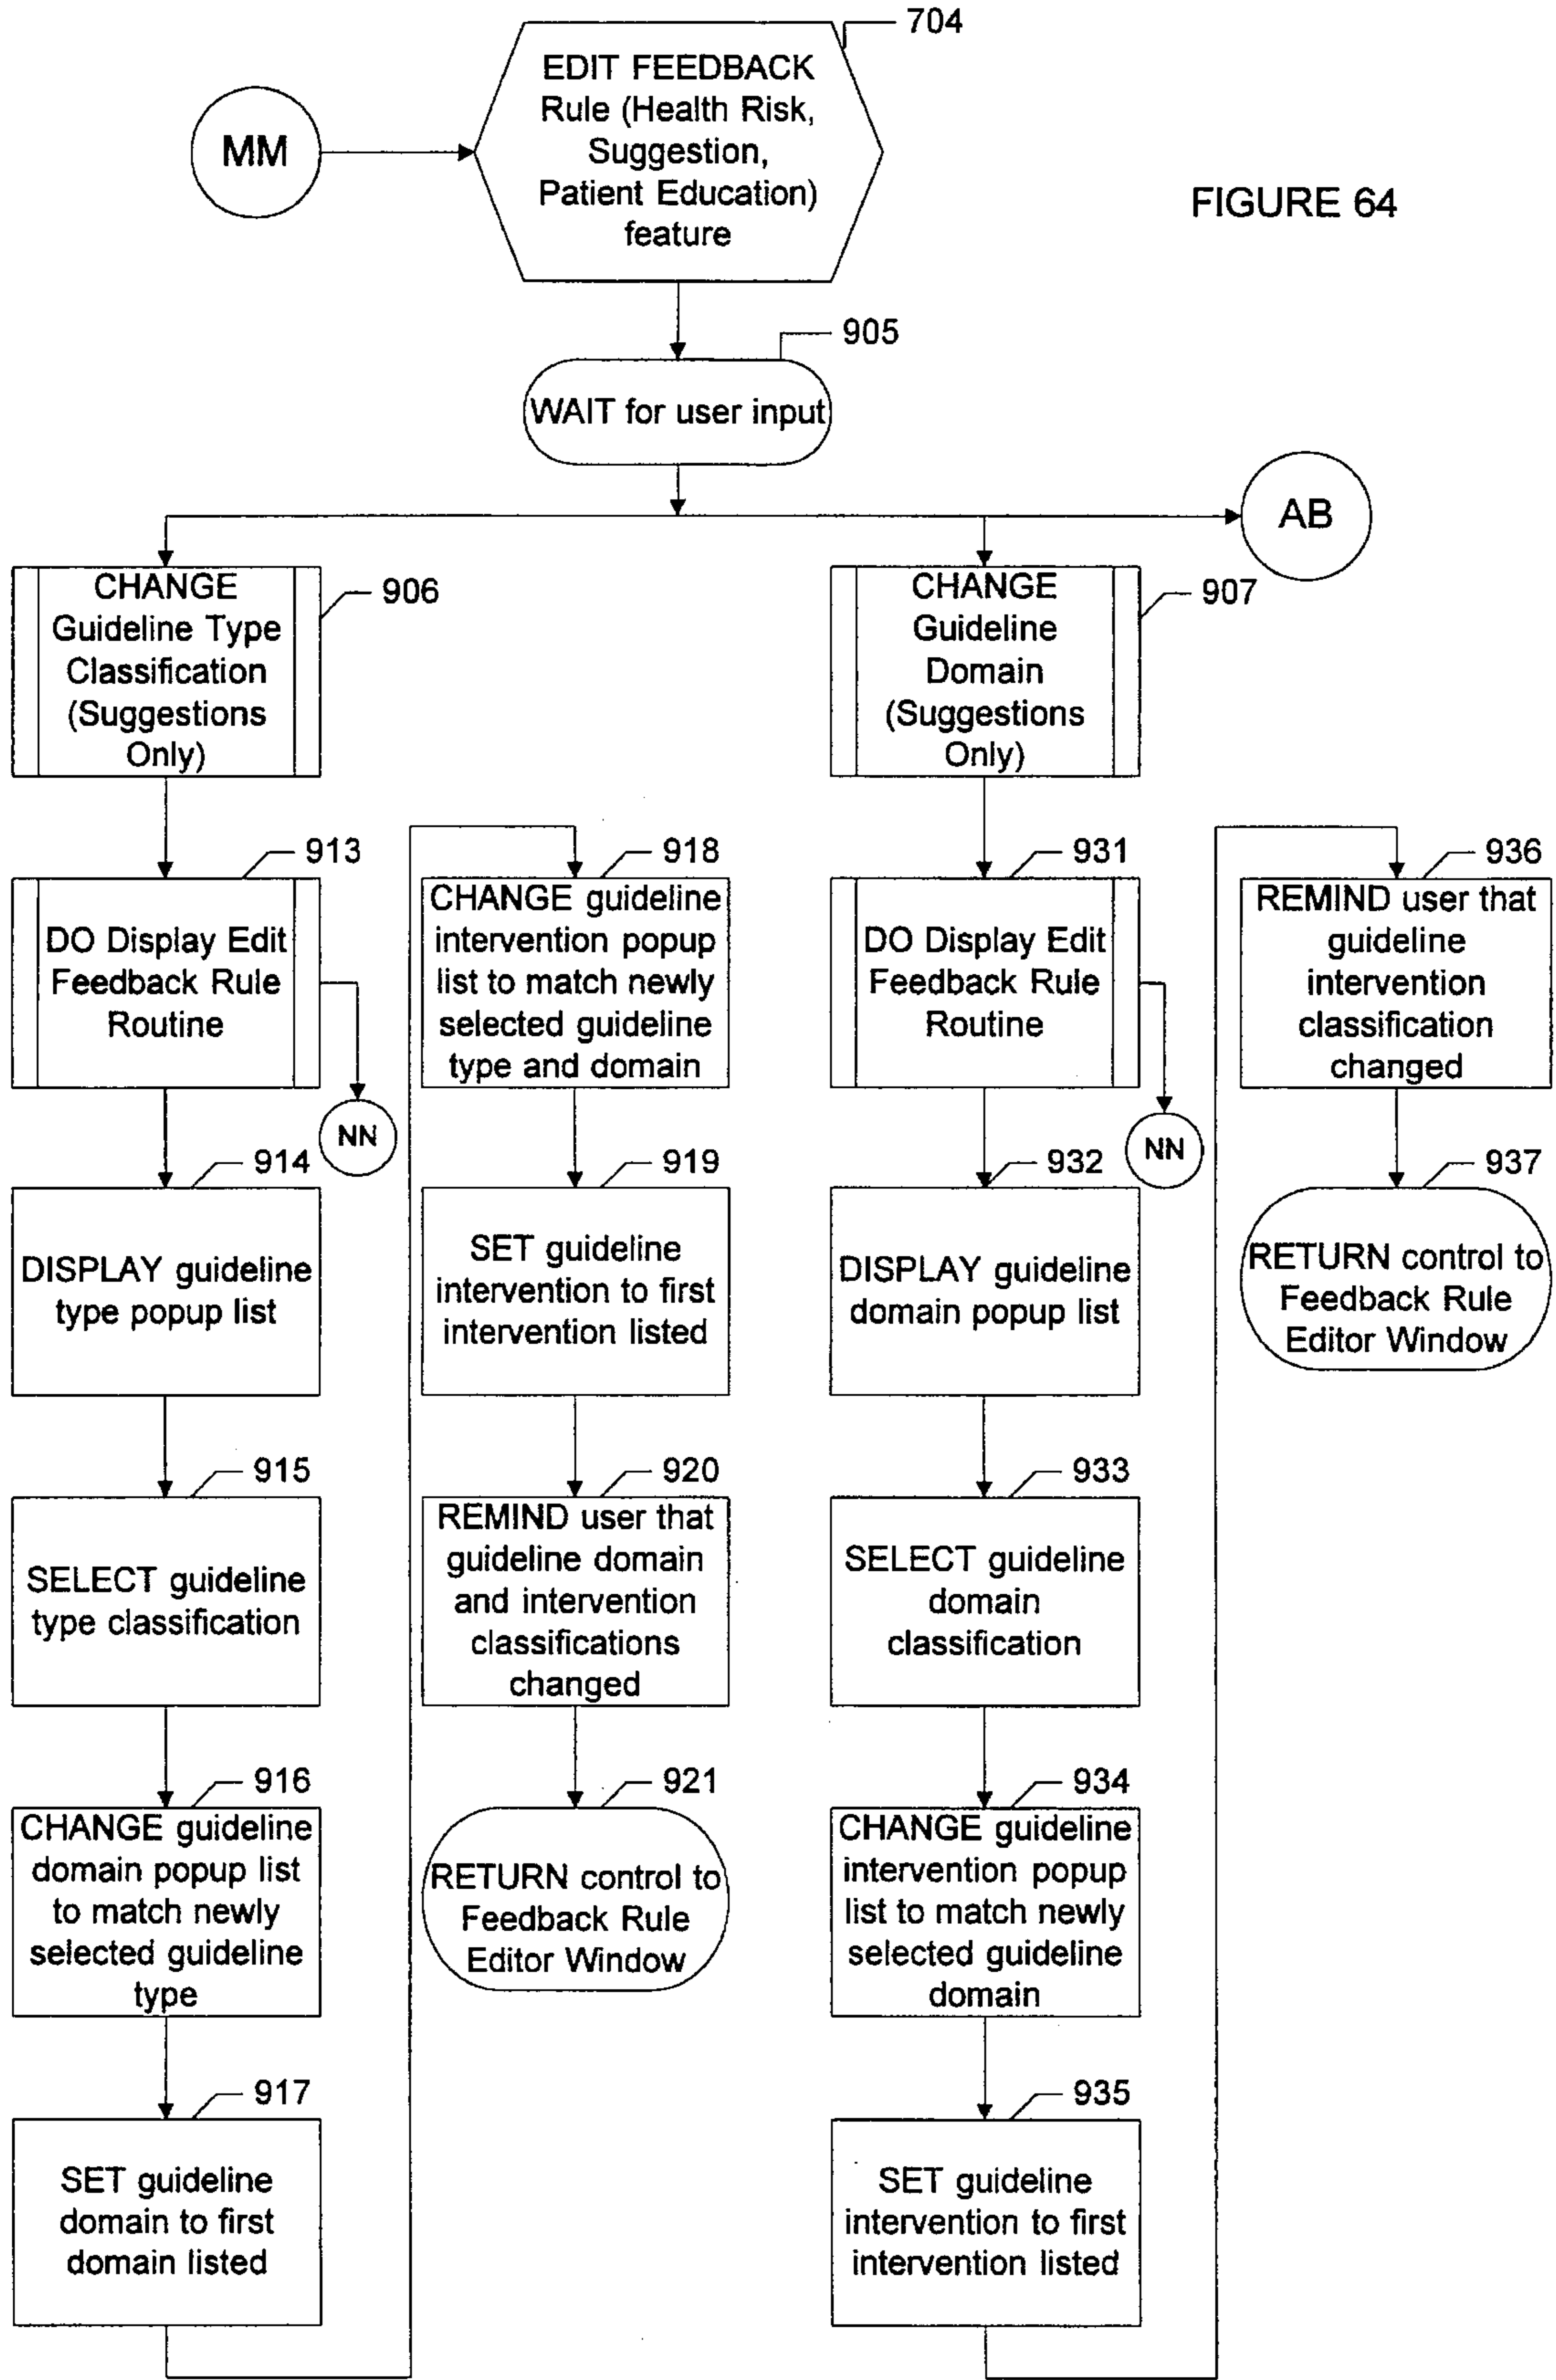 704
EDIT FEEDBACK
Rule (Health Risk,
Suggestion,
Patient Education)
feature
MM
FIGURE 64
905
WAIT for user input
AB
CHANGE
Guideline Type
Classification
(Suggestions
Only)
906
913
DO Display Edit
Feedback Rule
Routine
NN
914
DISPLAY guideline
type popup list
915
SELECT guideline
type classification
916
CHANGE guideline
domain popup list
to match newly
selected guideline
type
917
SET guideline
domain to first
domain listed
918
CHANGE guideline
intervention popup
list to match newly
selected guideline
type and domain
919
SET guideline
intervention to first
intervention listed
920
REMIND user that
guideline domain
and intervention
classifications
changed
921
RETURN control to
Feedback Rule
Editor Window
CHANGE
Guideline
Domain
(Suggestions
Only)
907
931
DO Display Edit
Feedback Rule
Routine
NN
932
DISPLAY guideline
domain popup list
933
SELECT guideline
domain
classification
934
CHANGE guideline
intervention popup
list to match newly
selected guideline
domain
935
SET guideline
intervention to first
intervention listed
936
REMIND user that
guideline
intervention
classification
changed
937
RETURN control to
Feedback Rule
Editor Window